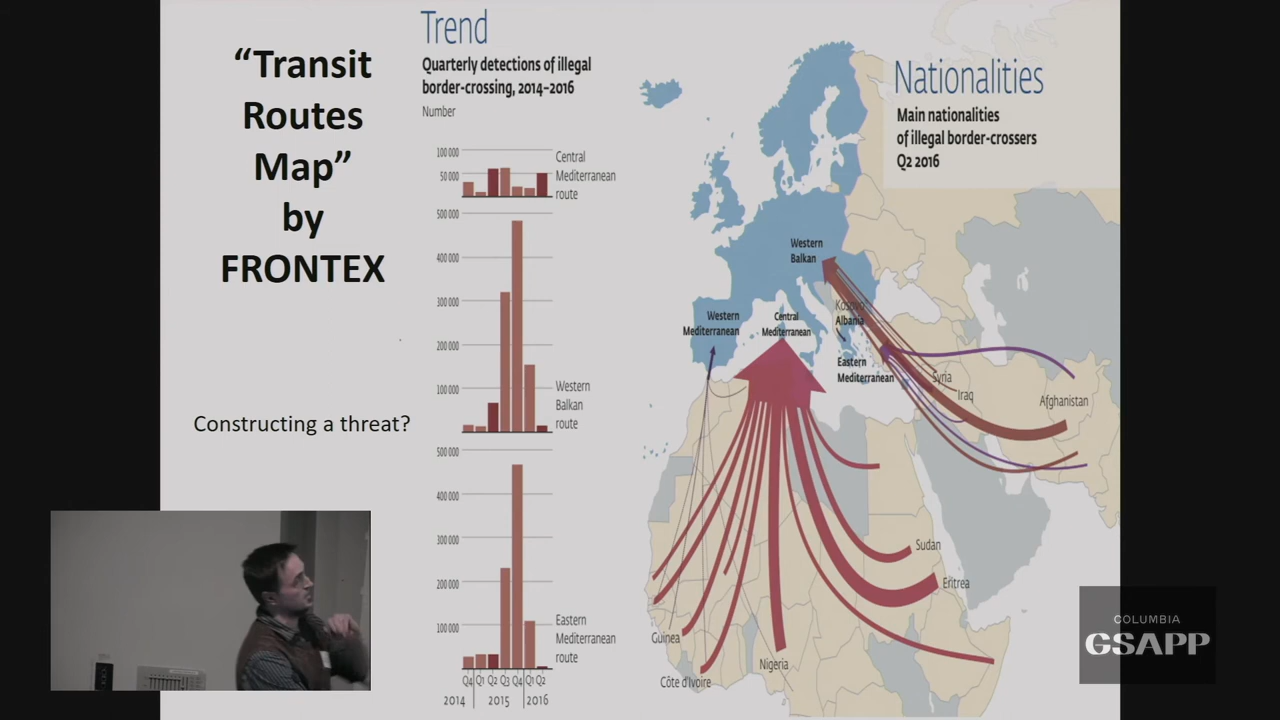 “Transit
Routes
Map”
by
FRONTEX
Constructing a threat?
Trend
Quarterly detections of illegal
border-crossing, 2014–2016
Number
100 000
50 000
Central
Mediterranean
route
500 000
400 000
300 000
200 000
100 000
Western
Balkan
route
500 000
400 000
300 000
200 000
100 000
Eastern
Mediterranean
route
Q4 Q1 Q2 Q3 Q4 Q1 Q2
2014 2015 2016
Nationalities
Main nationalities
of illegal border-crossers
Q2 2016
Western
Balkan
Western
Mediterranean
Central
Mediterranean
Kosovo
Albania
Eastern
Mediterranean
Syria
Iraq
Afghanistan
Sudan
Eritrea
Guinea
Nigeria
Côte d'Ivoire
COLUMBIA
GSAPP